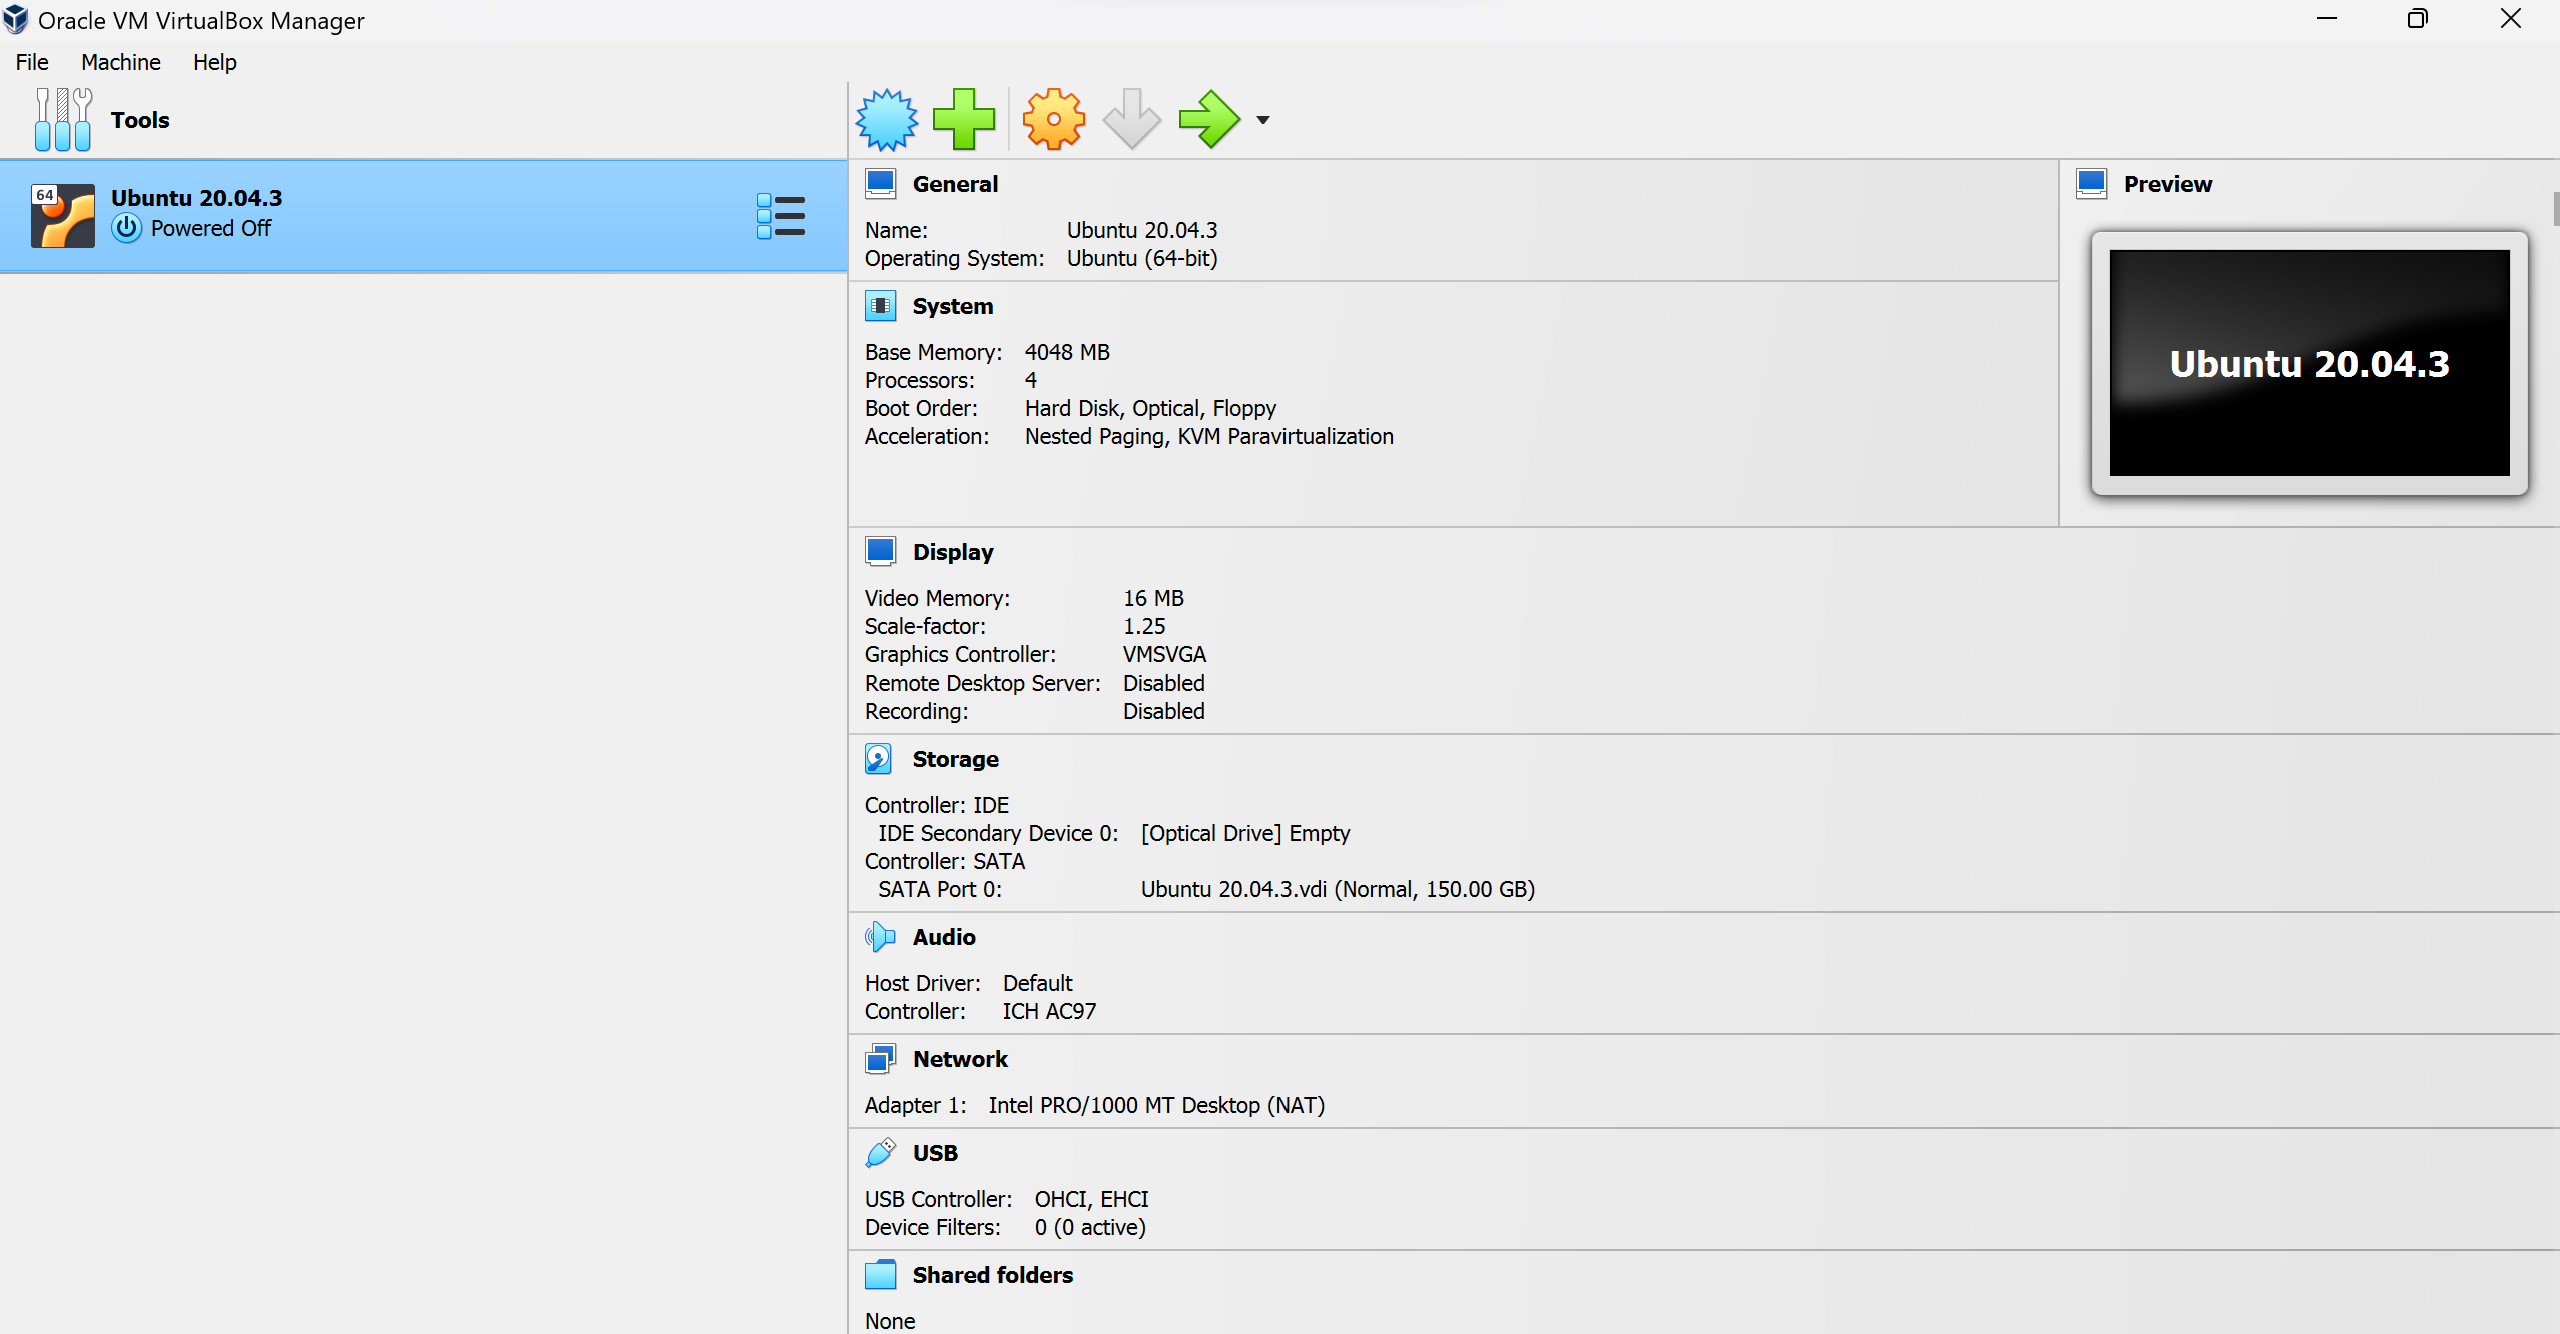 Oracle VM VirtualBox Manager
File Machine Help
Tools
64
Ubuntu 20.04.3
Powered Off
General
Name: Ubuntu 20.04.3
Operating System: Ubuntu (64-bit)
Preview
Ubuntu 20.04.3
System
Base Memory: 4048 MB
Processors: 4
Boot Order: Hard Disk, Optical, Floppy
Acceleration: Nested Paging, KVM Paravirtualization
Display
Video Memory: 16 MB
Scale-factor: 1.25
Graphics Controller: VMSVGA
Remote Desktop Server: Disabled
Recording: Disabled
Storage
Controller: IDE
IDE Secondary Device 0: [Optical Drive] Empty
Controller: SATA
SATA Port 0: Ubuntu 20.04.3.vdi (Normal, 150.00 GB)
Audio
Host Driver: Default
Controller: ICH AC97
Network
Adapter 1: Intel PRO/1000 MT Desktop (NAT)
USB
USB Controller: OHCI, EHCI
Device Filters: 0 (0 active)
Shared folders
None